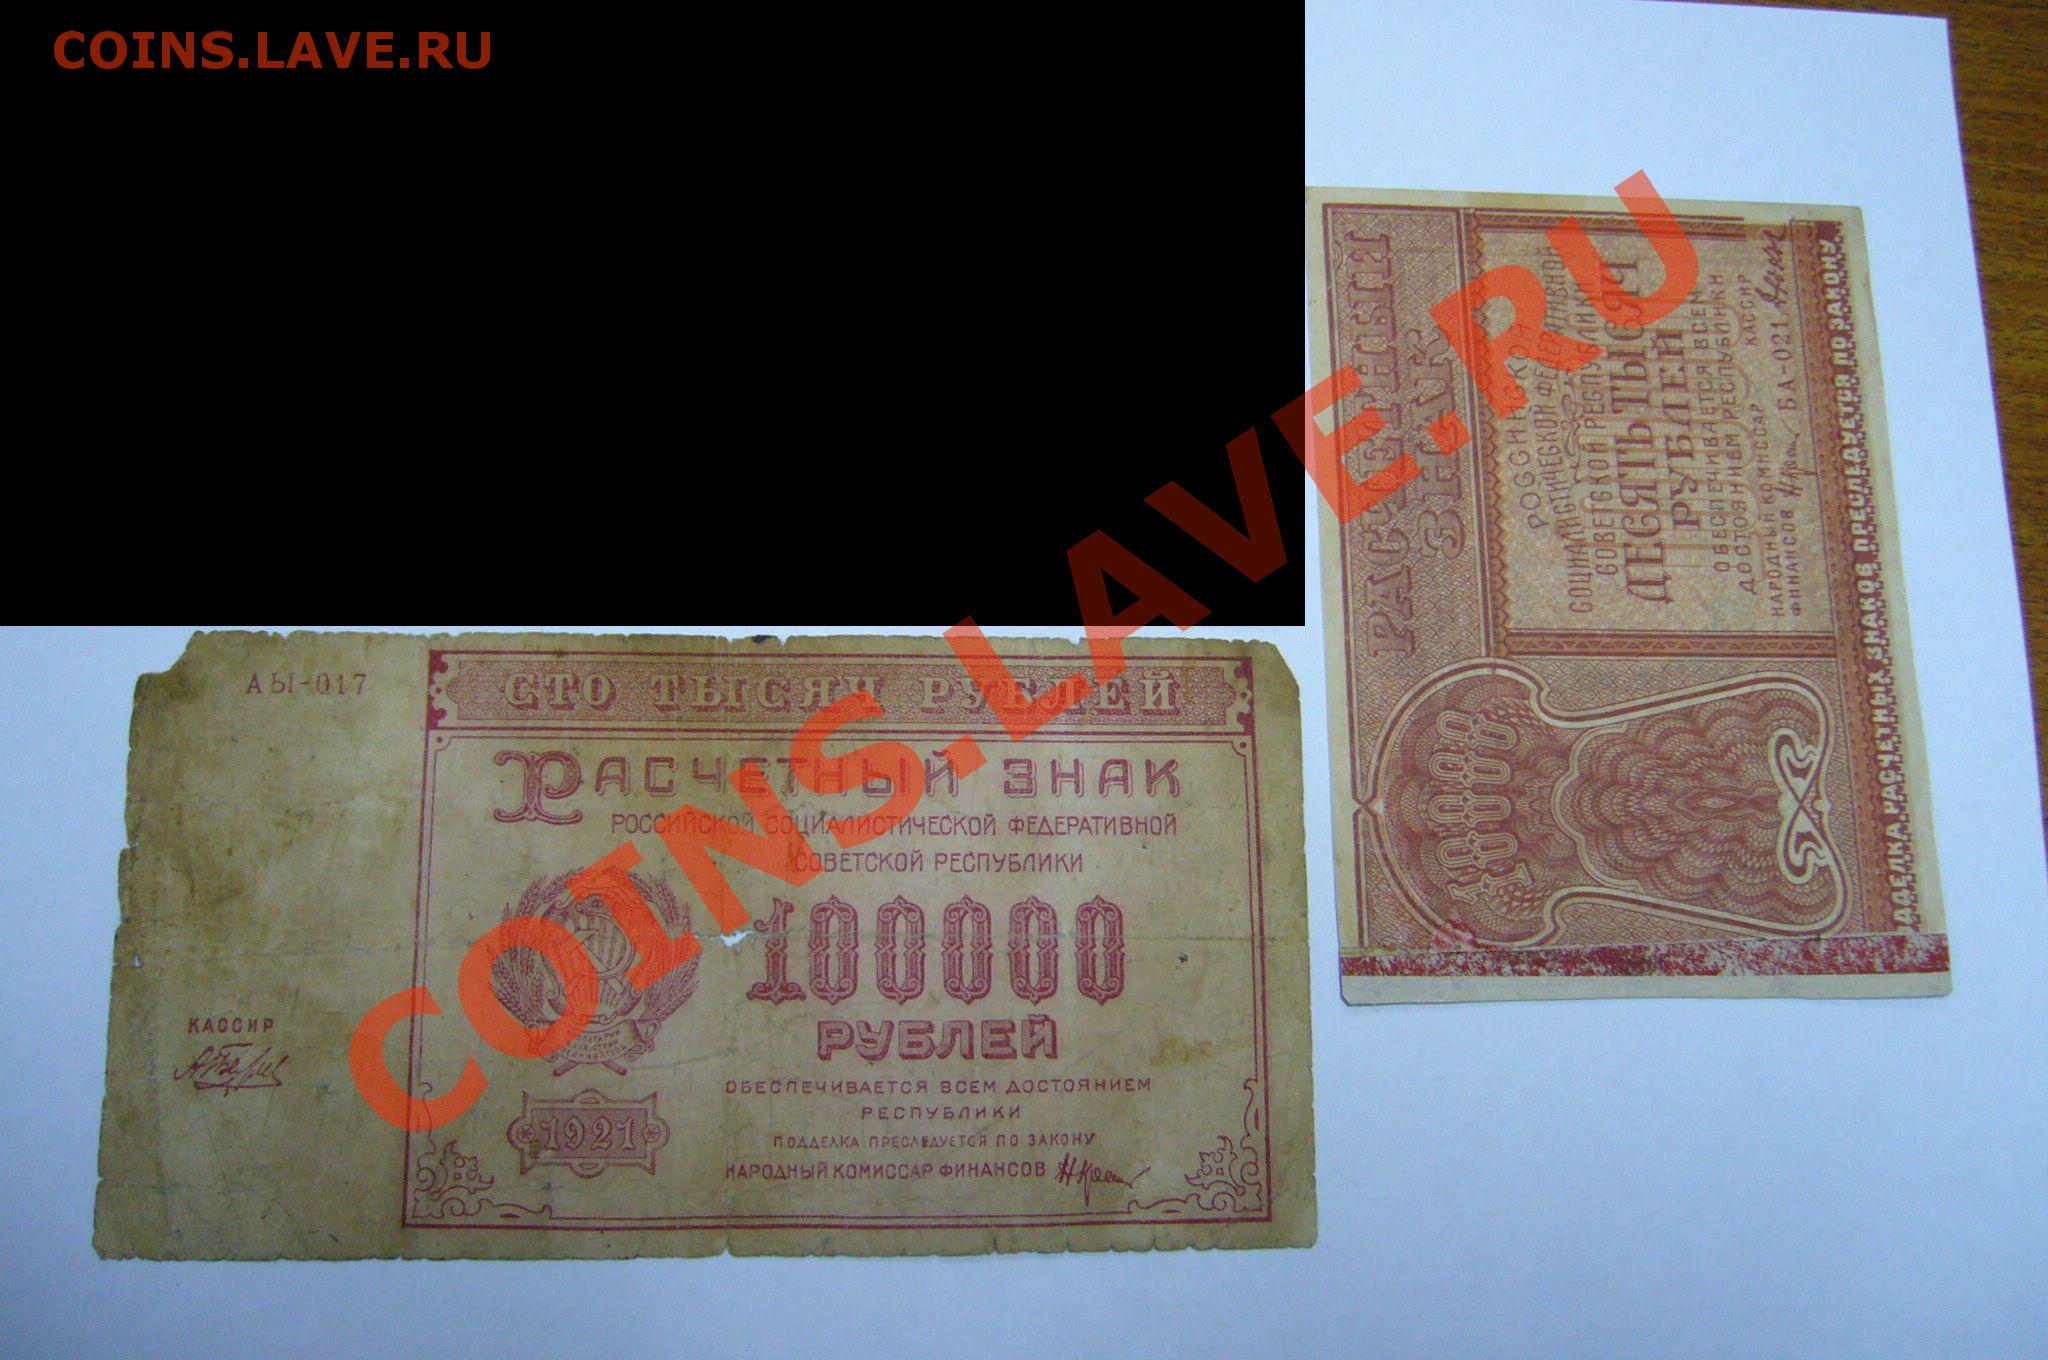 COINS.LAVE.RU
COINS.LAVE.RU
АЫ-017
СТО ТЫСЯЧ РУБЛЕЙ
РАСЧЕТНЫЙ ЗНАК
РОССИЙСКОЙ СОЦИАЛИСТИЧЕСКОЙ ФЕДЕРАТИВНОЙ
СОВЕТСКОЙ РЕСПУБЛИКИ
100000
РУБЛЕЙ
КАССИР
1921
ОБЕСПЕЧИВАЕТСЯ ВСЕМ ДОСТОЯНИЕМ
РЕСПУБЛИКИ
ПОДДЕЛКА ПРЕСЛЕДУЕТСЯ ПО ЗАКОНУ
НАРОДНЫЙ КОМИССАР ФИНАНСОВ
РАСЧЕТНЫЙ
ЗНАК
РОССИЙСКОЙ
СОЦИАЛИСТИЧЕСКОЙ ФЕДЕРАТИВНОЙ
СОВЕТСКОЙ РЕСПУБЛИКИ
ДЕСЯТЬ ТЫСЯЧ
РУБЛЕЙ
ОБЕСПЕЧИВАЕТСЯ ВСЕМ
ДОСТОЯНИЕМ РЕСПУБЛИКИ
НАРОДНЫЙ КОМИССАР КАССИР
ФИНАНСОВ БА-021
10000
ДДЕЛКА РАСЧЕТНЫХ ЗНАКОВ ПРЕСЛЕДУЕТСЯ ПО ЗАКОНУ